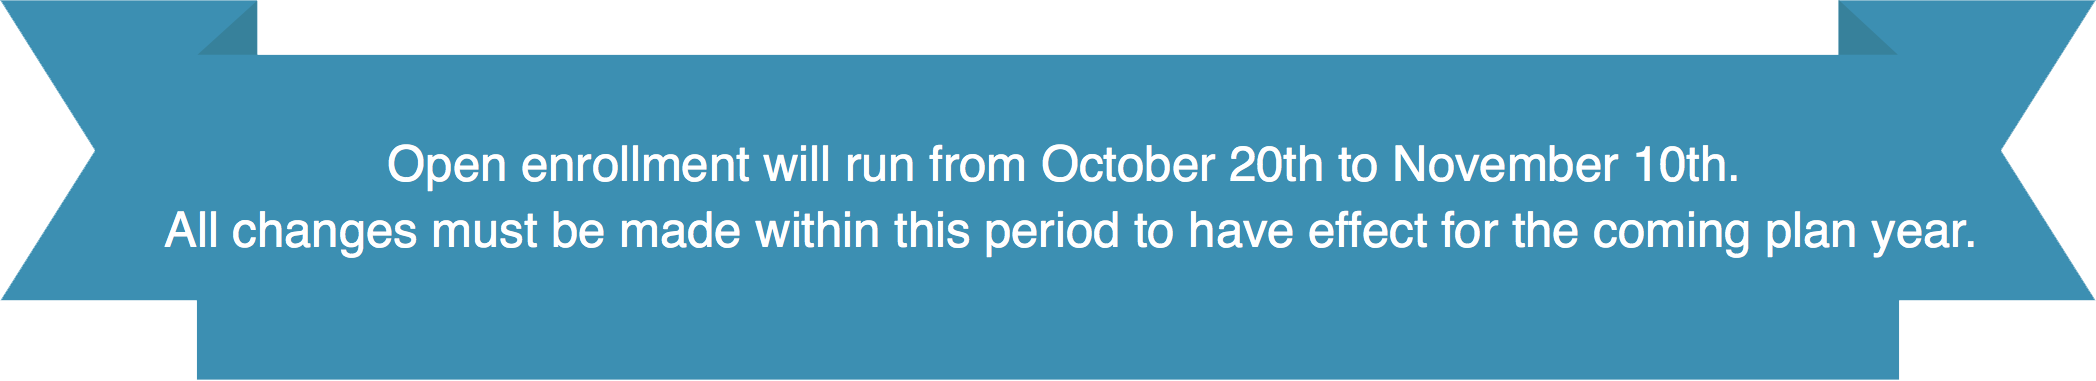 Open enrollment will run from October 20th to November 10th.
All changes must be made within this period to have effect for the coming plan year.